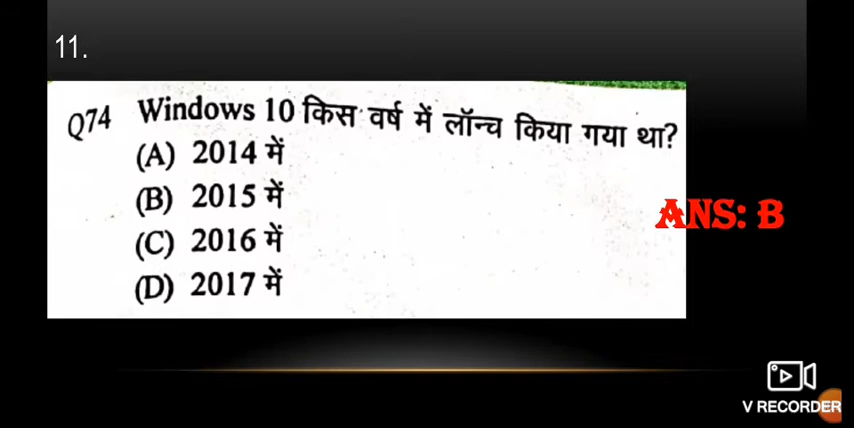 11.
Q74 Windows 10 किस वर्ष में लॉन्च किया गया था?
(A) 2014 में
(B) 2015 में
(C) 2016 में
(D) 2017 में
ANS: B
V RECORDER